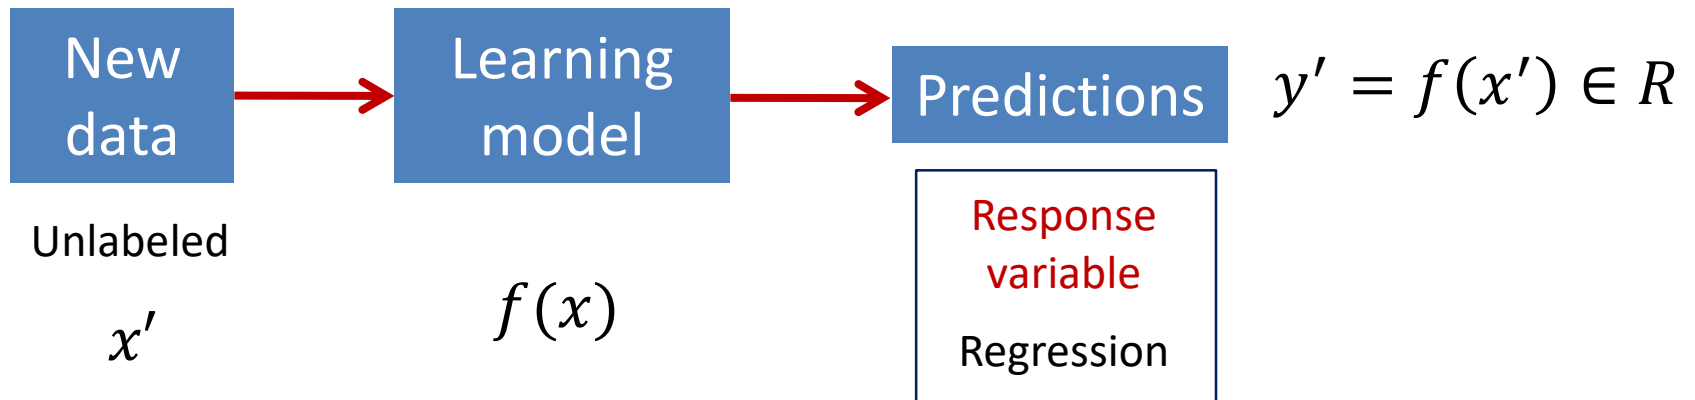 New
data
Learning
model
Predictions
y′ = f(x′) ∈ R
Unlabeled
x′
f(x)
Response
variable
Regression